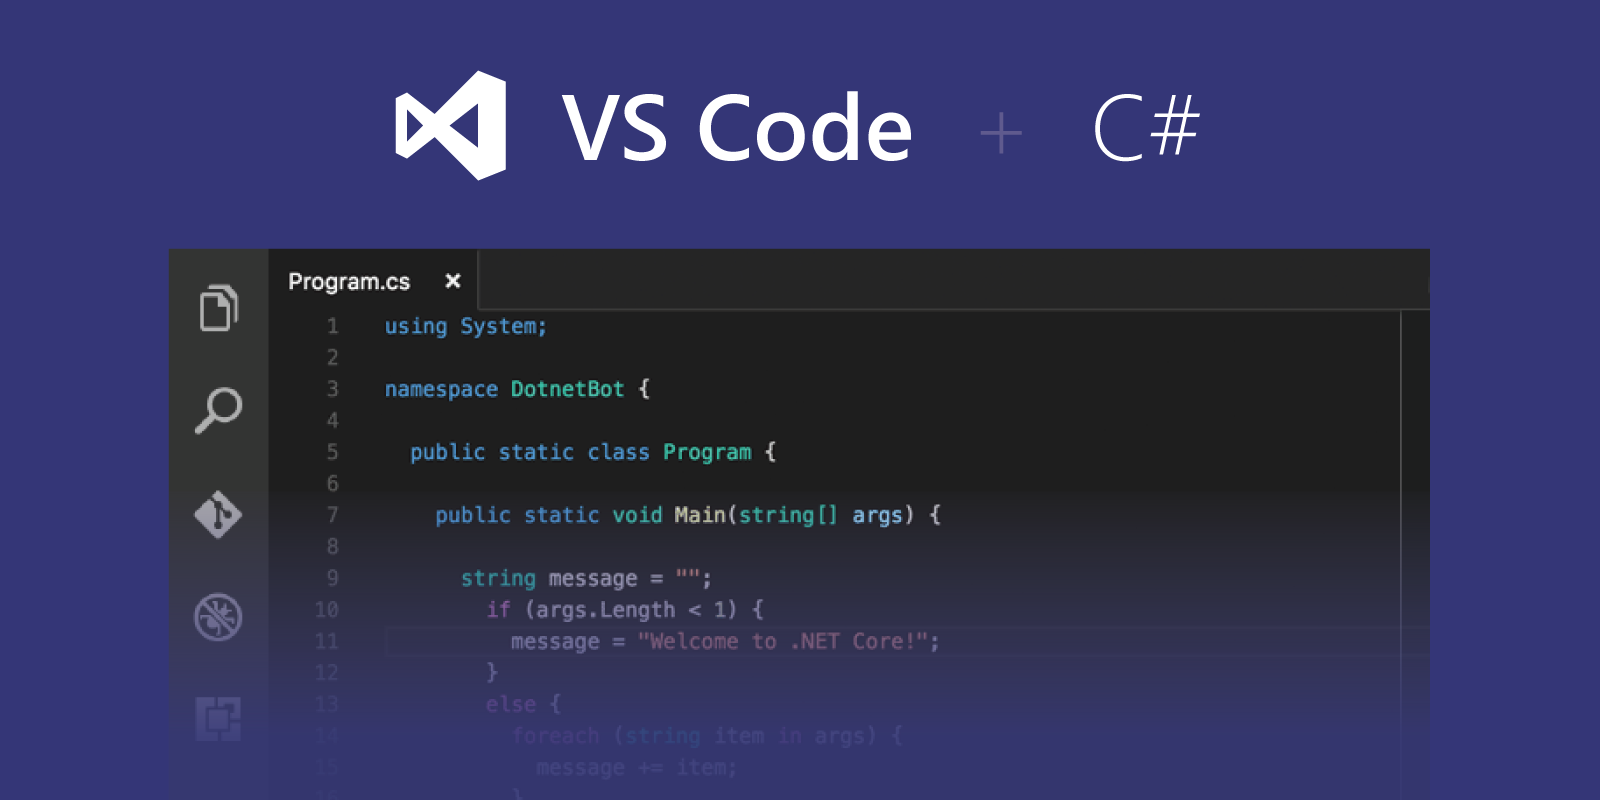 VS Code + C#
Program.cs ×
1 using System;
2
3 namespace DotnetBot {
4
5 public static class Program {
6
7 public static void Main(string[] args) {
8
9 string message = "";
10 if (args.Length < 1) {
11 message = "Welcome to .NET Core!";
12 }
13 else {
14 foreach (string item in args) {
15 message += item;
16 }